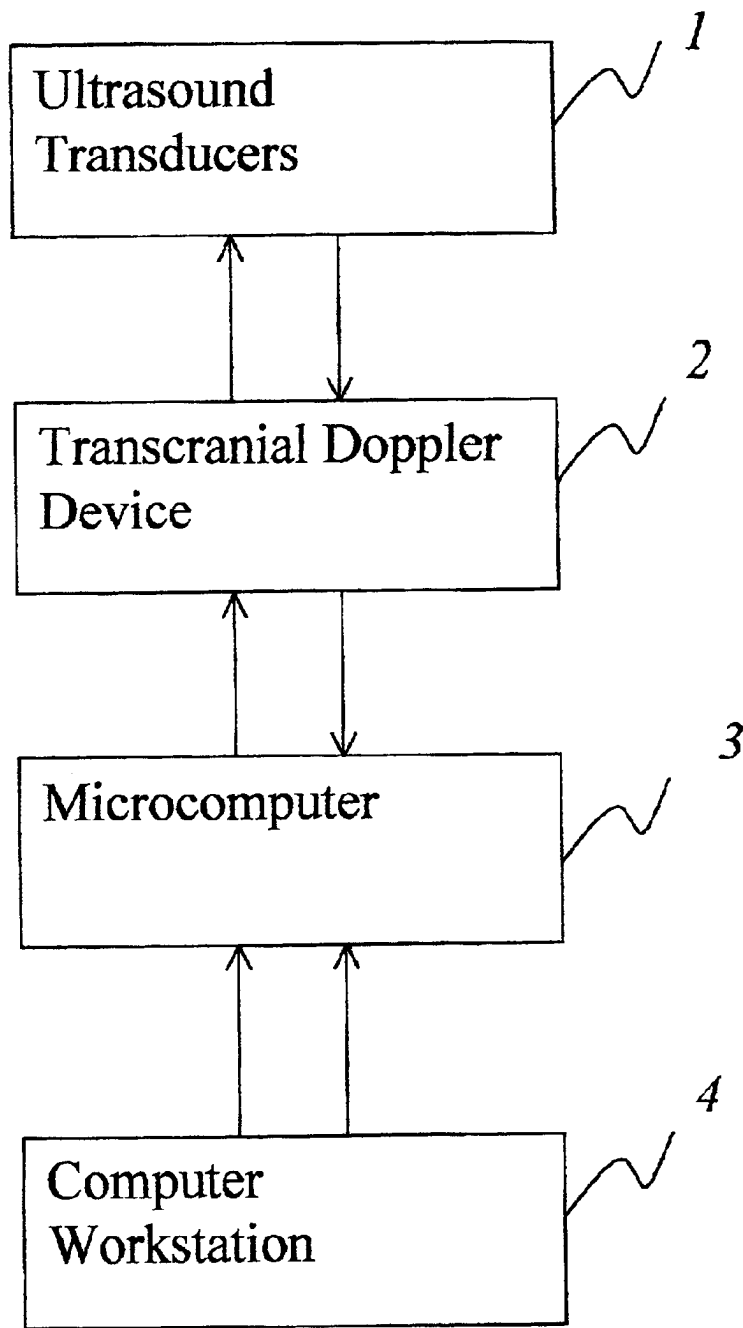 1
Ultrasound
Transducers
2
Transcranial Doppler
Device
3
Microcomputer
4
Computer
Workstation